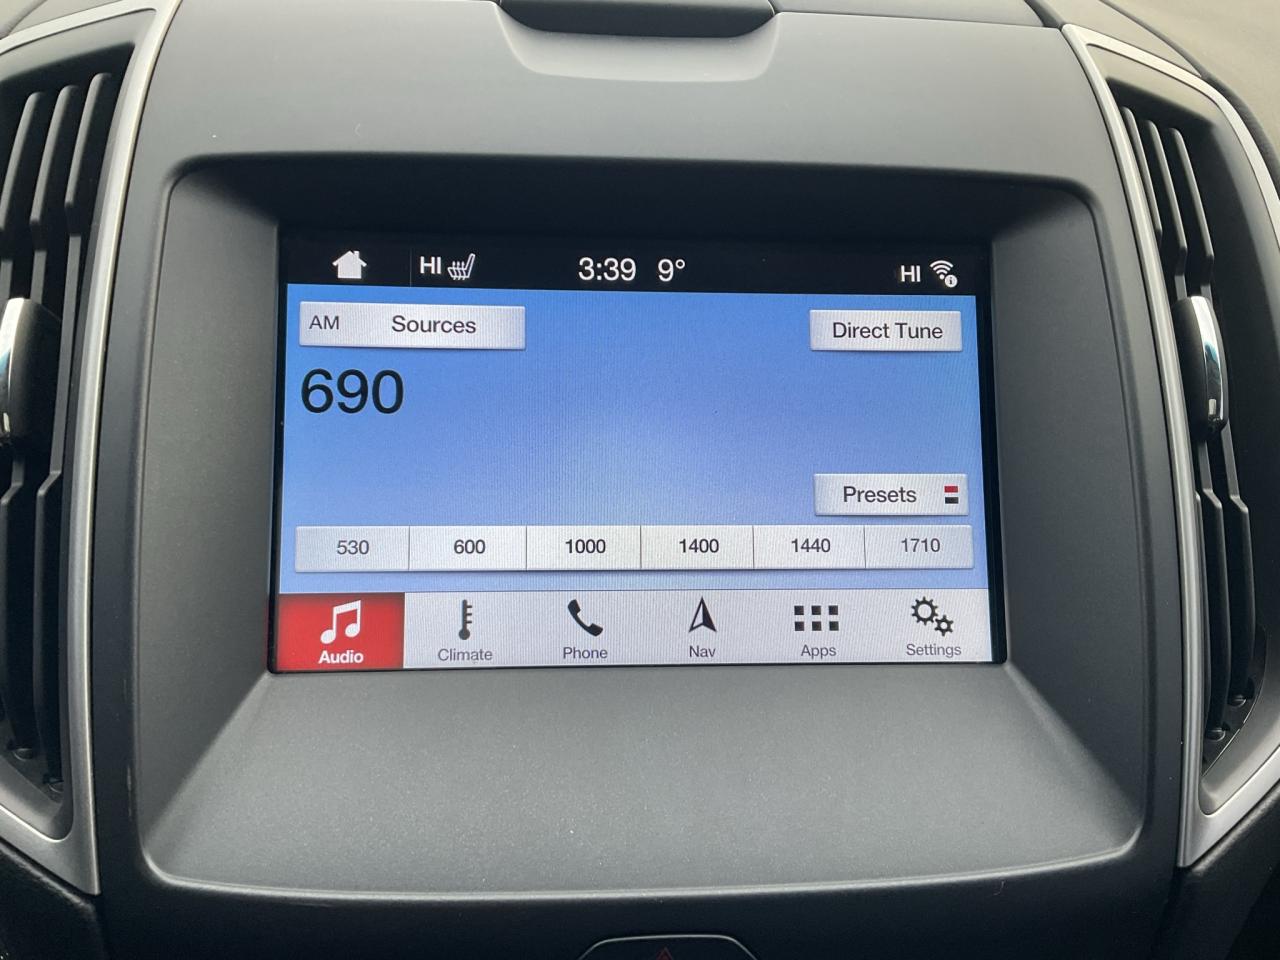 HI 3:39 9° HI
AM Sources Direct Tune
690
Presets
530 600 1000 1400 1440 1710
Audio Climate Phone Nav Apps Settings